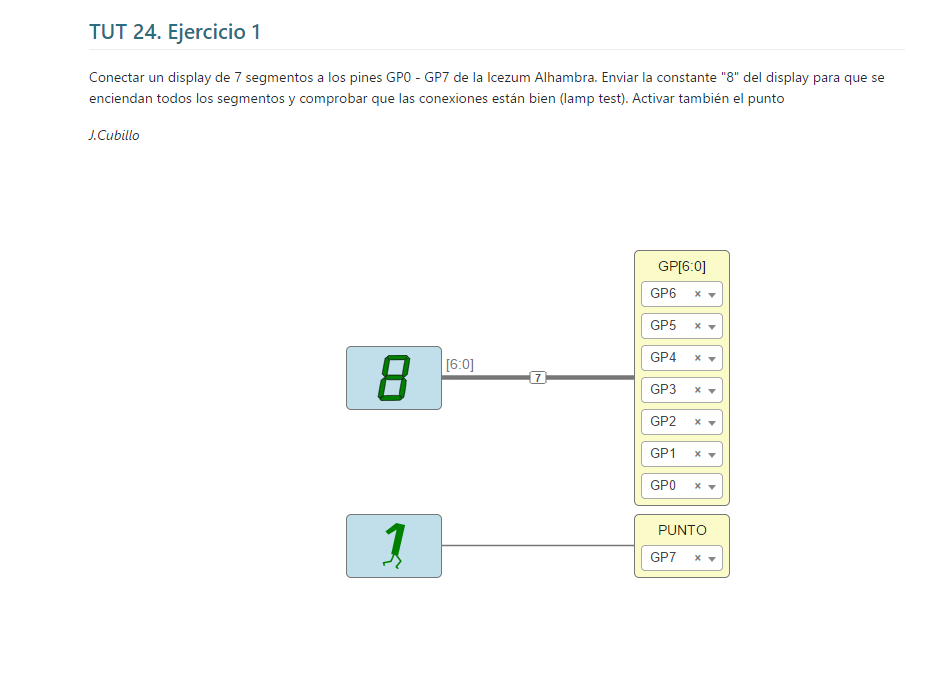 TUT 24. Ejercicio 1
Conectar un display de 7 segmentos a los pines GP0 - GP7 de la Icezum Alhambra. Enviar la constante "8" del display para que se
enciendan todos los segmentos y comprobar que las conexiones están bien (lamp test). Activar también el punto
J.Cubillo
GP[6:0]
GP6 ×
GP5 ×
8 [6:0] 7
GP4 ×
GP3 ×
GP2 ×
GP1 ×
GP0 ×
1
PUNTO
GP7 ×